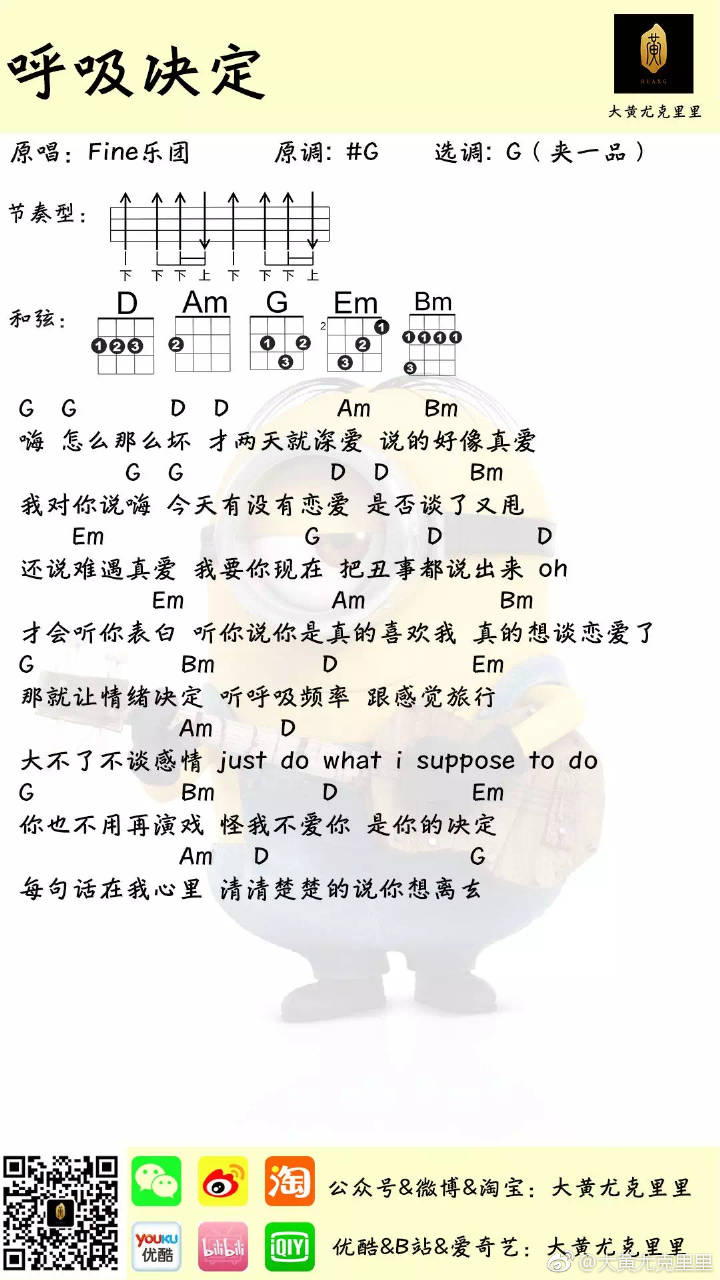 呼吸决定
黄
HUANG
大黄尤克里里
原唱：Fine乐团 原调: #G 选调: G（夹一品）
节奏型：
下 下 下 上 下 下 下 上
和弦： D Am G Em Bm
1 2 3 2 1 2 3 2 1 2 3 1 1 1 1 3
G G D D Am Bm
嗨 怎么那么坏 才两天就深爱 说的好像真爱
G G D D Bm
我对你说嗨 今天有没有恋爱 是否谈了又甩
Em G D D
还说难遇真爱 我要你现在 把丑事都说出来 oh
Em Am Bm
才会听你表白 听你说你是真的喜欢我 真的想谈恋爱了
G Bm D Em
那就让情绪决定 听呼吸频率 跟感觉旅行
Am D
大不了不谈感情 just do what i suppose to do
G Bm D Em
你也不用再演戏 怪我不爱你 是你的决定
Am D G
每句话在我心里 清清楚楚的说你想离玄
淘
公众号&微博&淘宝：大黄尤克里里
YOUKU
优酷
bilibili
iQIYI
优酷&B站&爱奇艺：大黄尤克里里
@大黄尤克里里